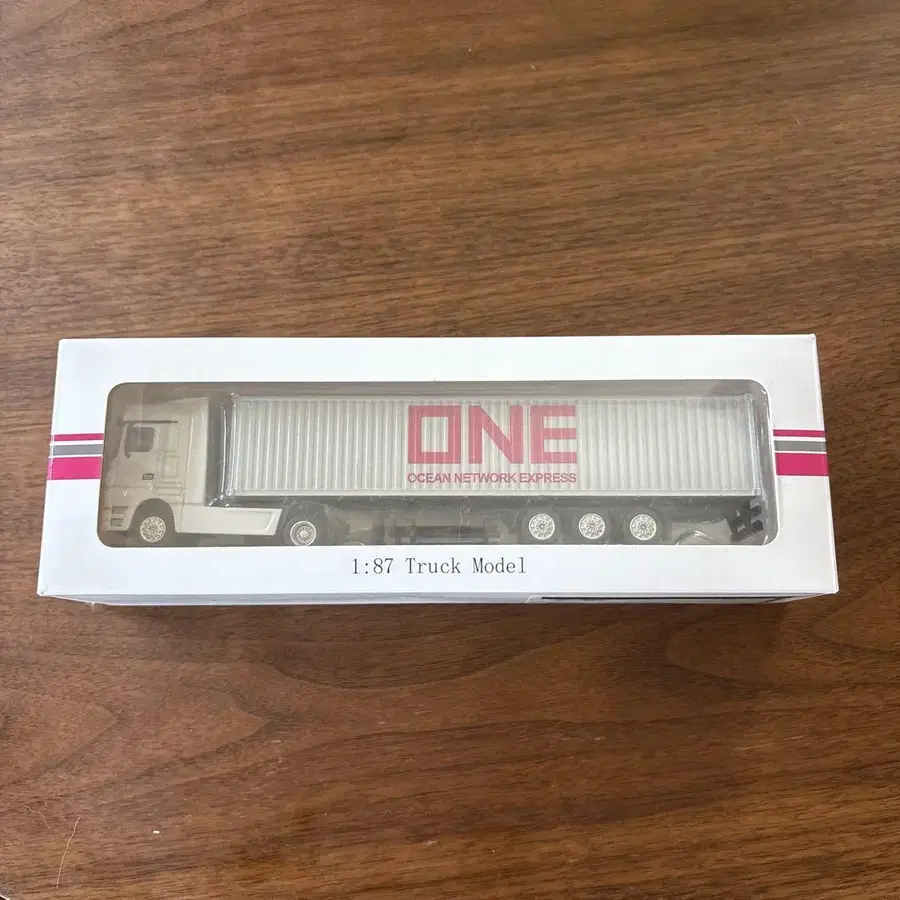 ONE
OCEAN NETWORK EXPRESS
1:87 Truck Model